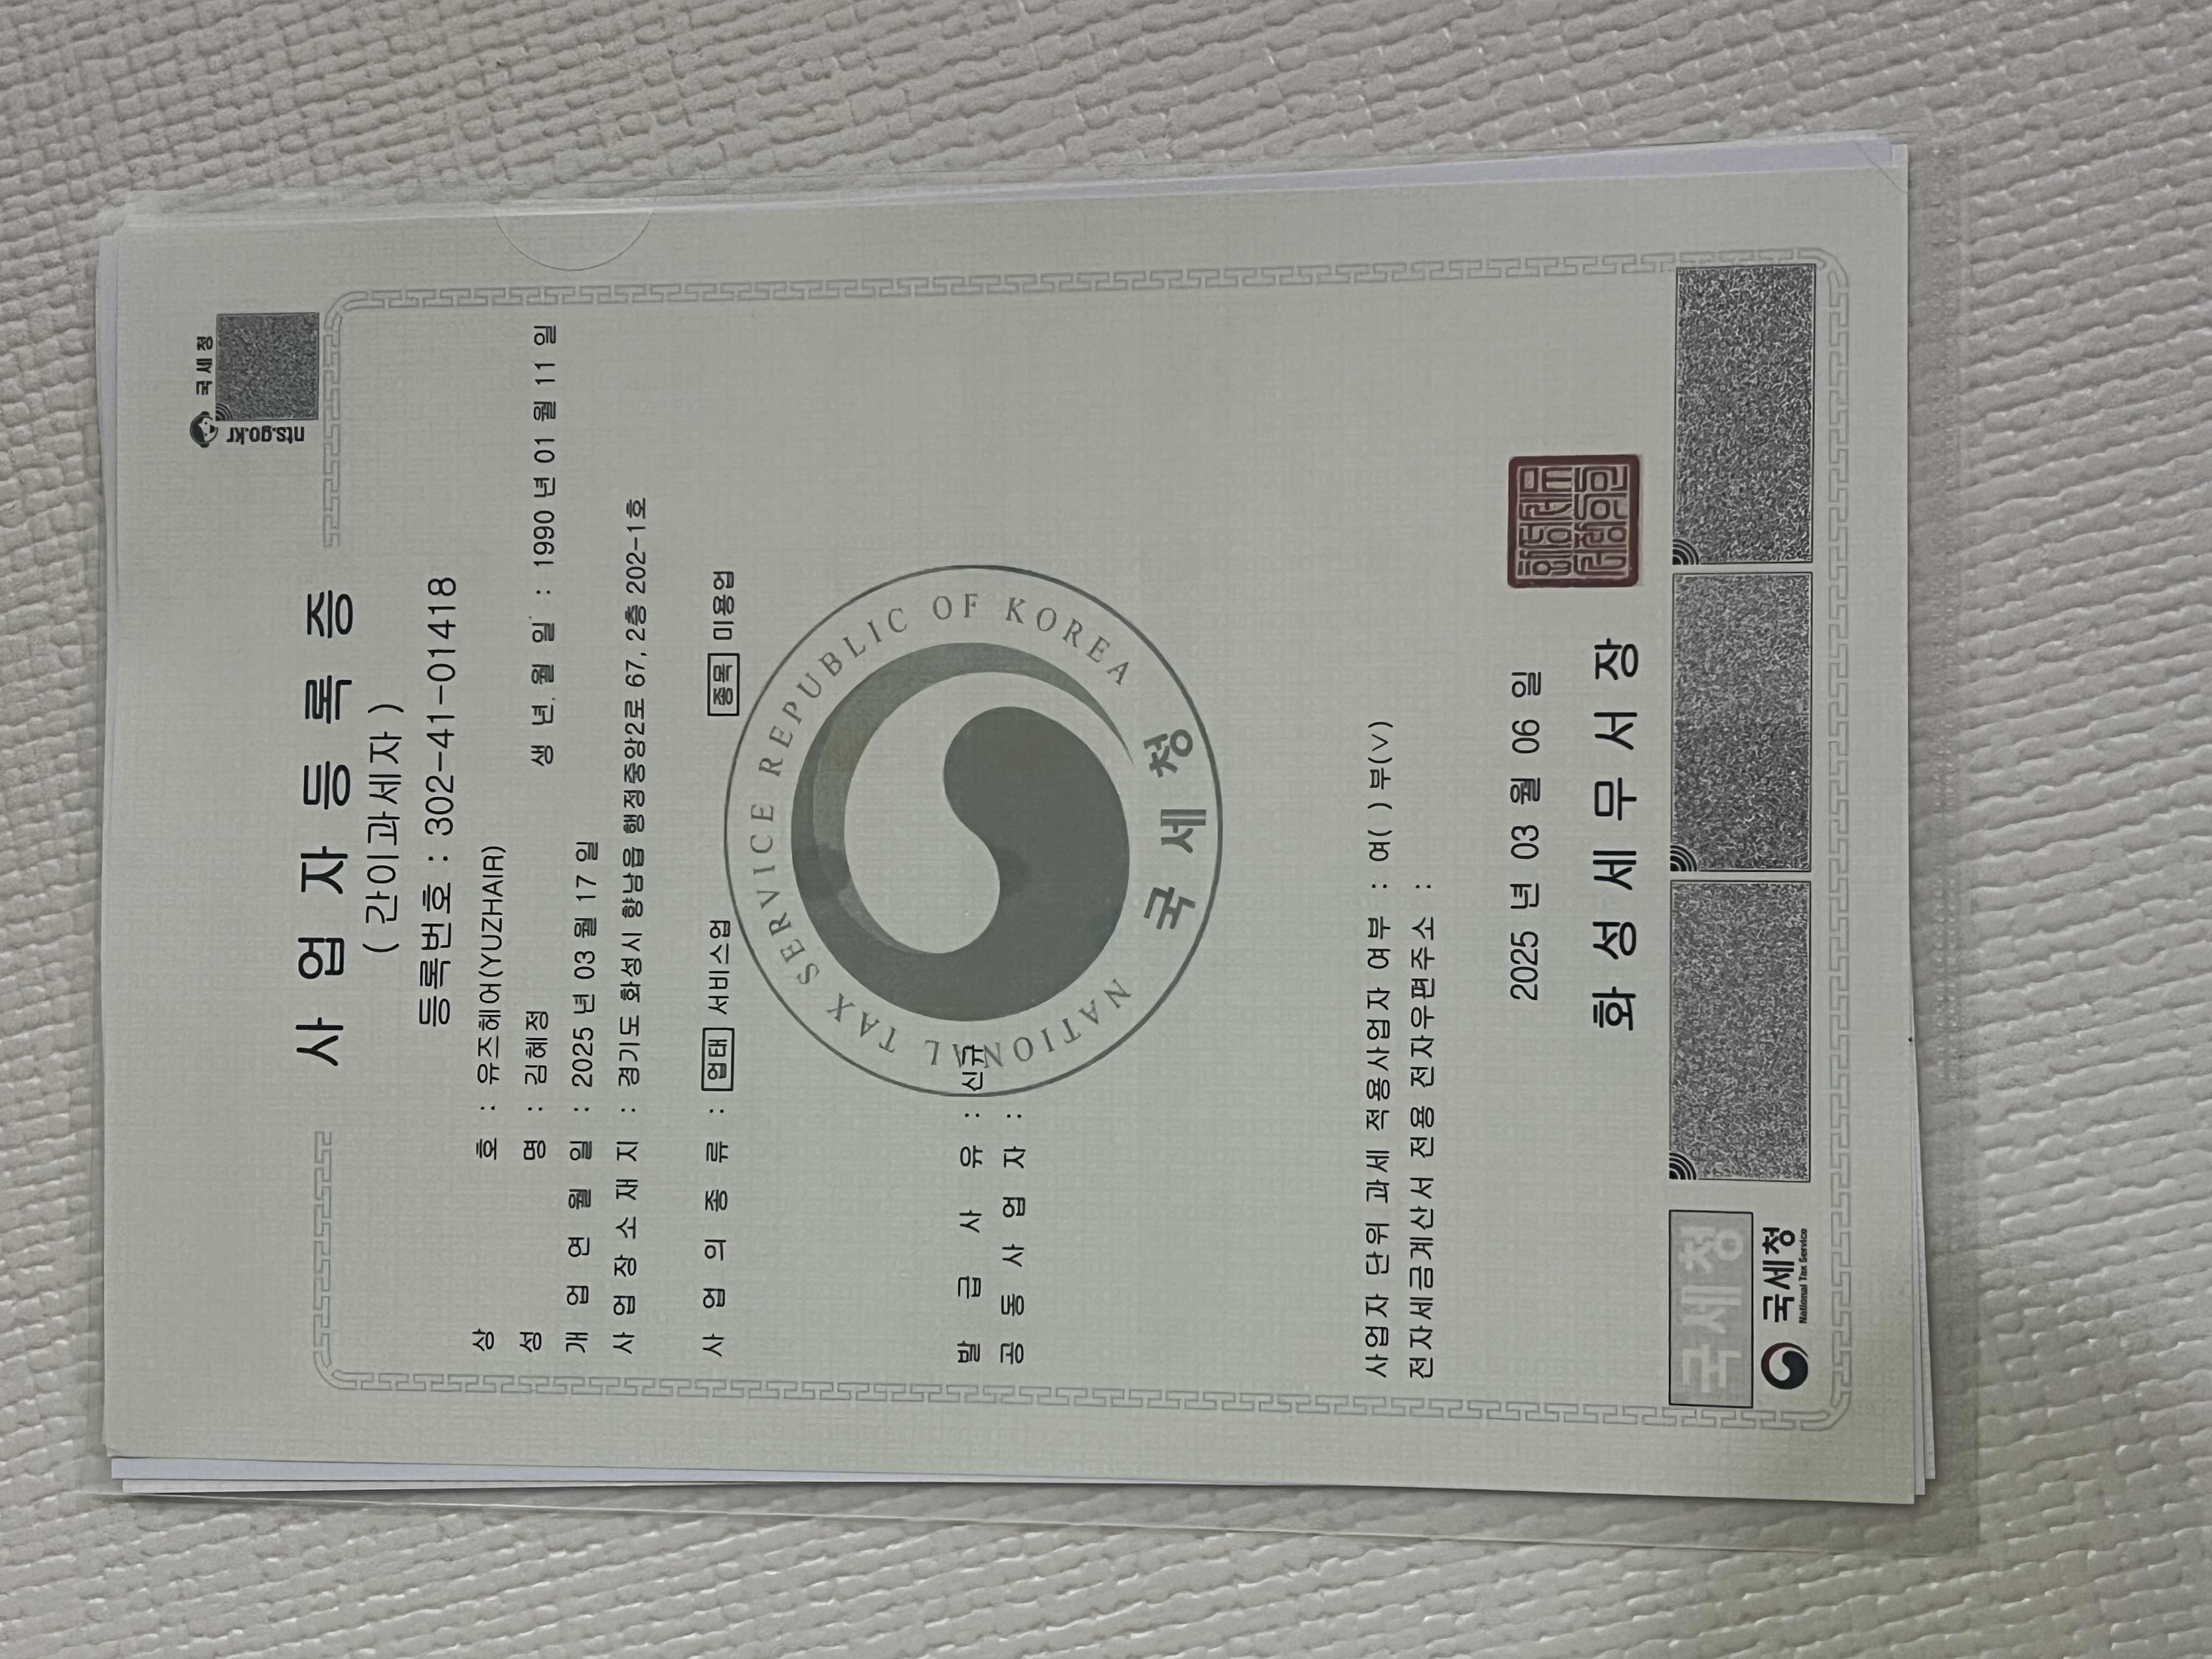 국세청
nts.go.kr
사업자등록증
( 간이과세자 )
등록번호 : 302-41-01418
상호 : 유즈헤어(YUZHAIR)
성명 : 김혜정 생년월일 : 1990 년 01 월 11 일
개업연월일 : 2025 년 03 월 17 일
사업장소재지 : 경기도 화성시 향남읍 행정중앙2로 67, 2층 202-1호
사업의종류 : 업태 서비스업 종목 미용업
NATIONAL TAX SERVICE REPUBLIC OF KOREA
국세청
발급사유 : 신규
공동사업자 :
사업자 단위 과세 적용사업자 여부 : 여( ) 부(∨)
전자세금계산서 전용 전자우편주소 :
2025 년 03 월 06 일
화성세무서장
국세청
국세청
National Tax Service